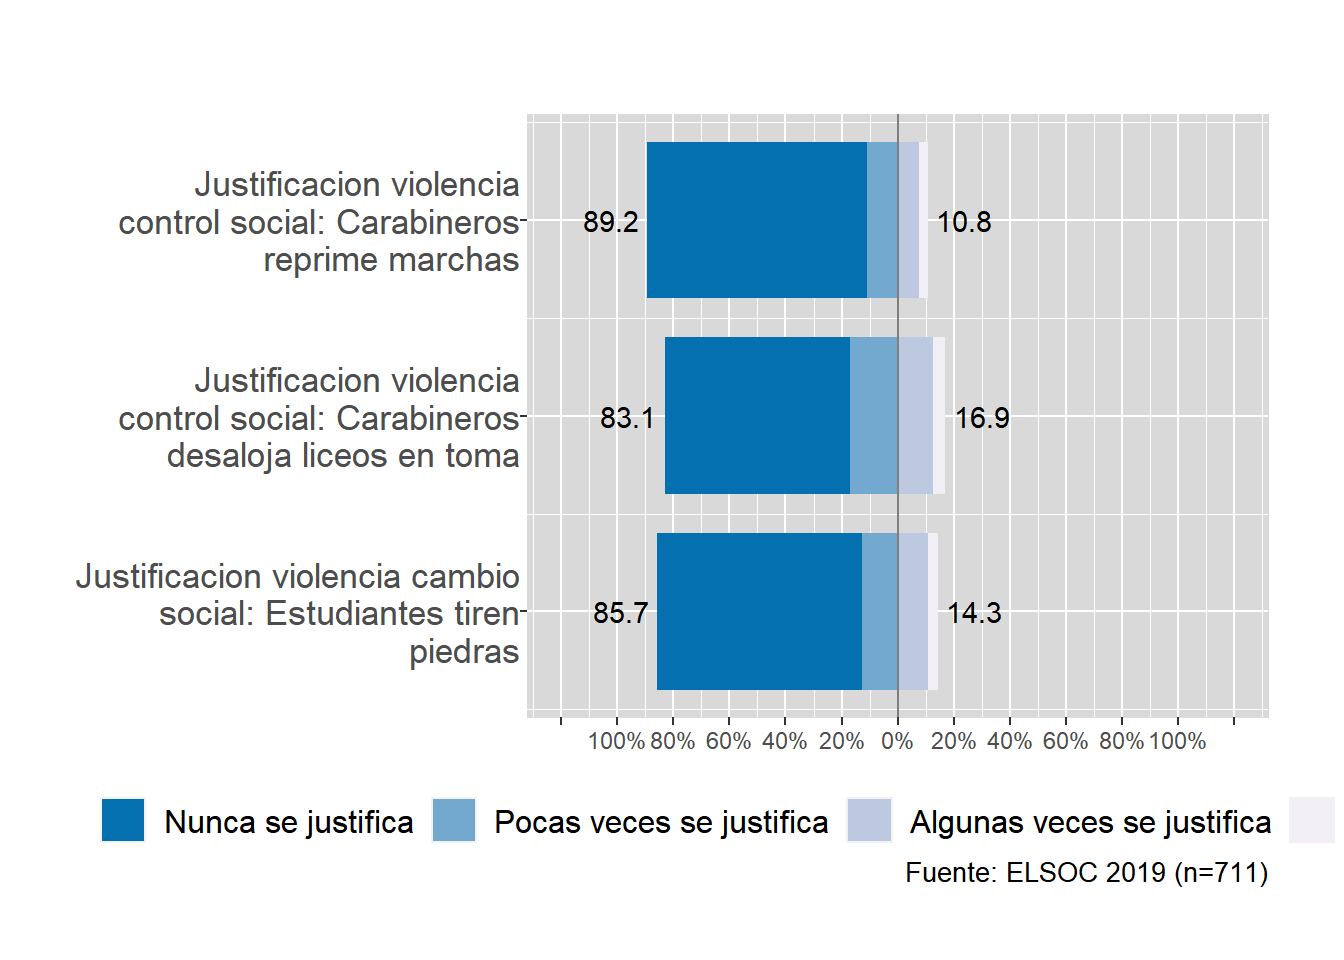 Justificacion violencia
control social: Carabineros
reprime marchas
89.2
10.8
Justificacion violencia
control social: Carabineros
desaloja liceos en toma
83.1
16.9
Justificacion violencia cambio
social: Estudiantes tiren
piedras
85.7
14.3
100% 80% 60% 40% 20% 0% 20% 40% 60% 80% 100%
Nunca se justifica Pocas veces se justifica Algunas veces se justifica
Fuente: ELSOC 2019 (n=711)